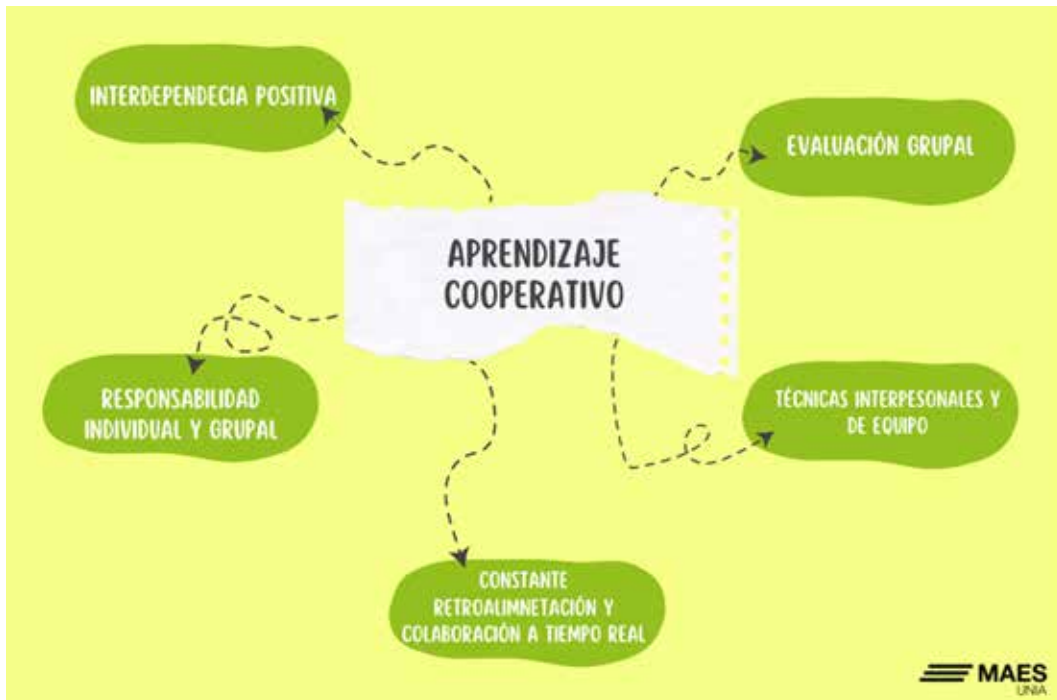 INTERDEPENDECIA POSITIVA
EVALUACIÓN GRUPAL
APRENDIZAJE
COOPERATIVO
RESPONSABILIDAD
INDIVIDUAL Y GRUPAL
TÉCNICAS INTERPESONALES Y
DE EQUIPO
CONSTANTE
RETROALIMNETACIÓN Y
COLABORACIÓN A TIEMPO REAL
MAES
UNIA